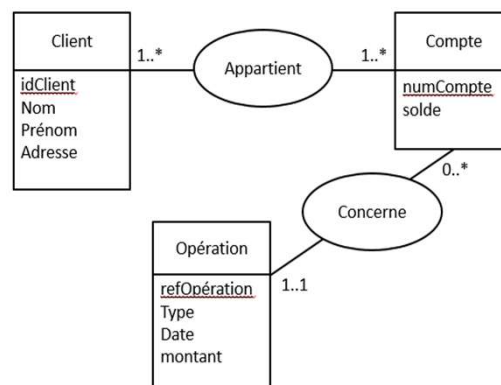 Client
idClient
Nom
Prénom
Adresse
1..*
Appartient
1..*
Compte
numCompte
solde
0..*
Concerne
1..1
Opération
refOpération
Type
Date
montant